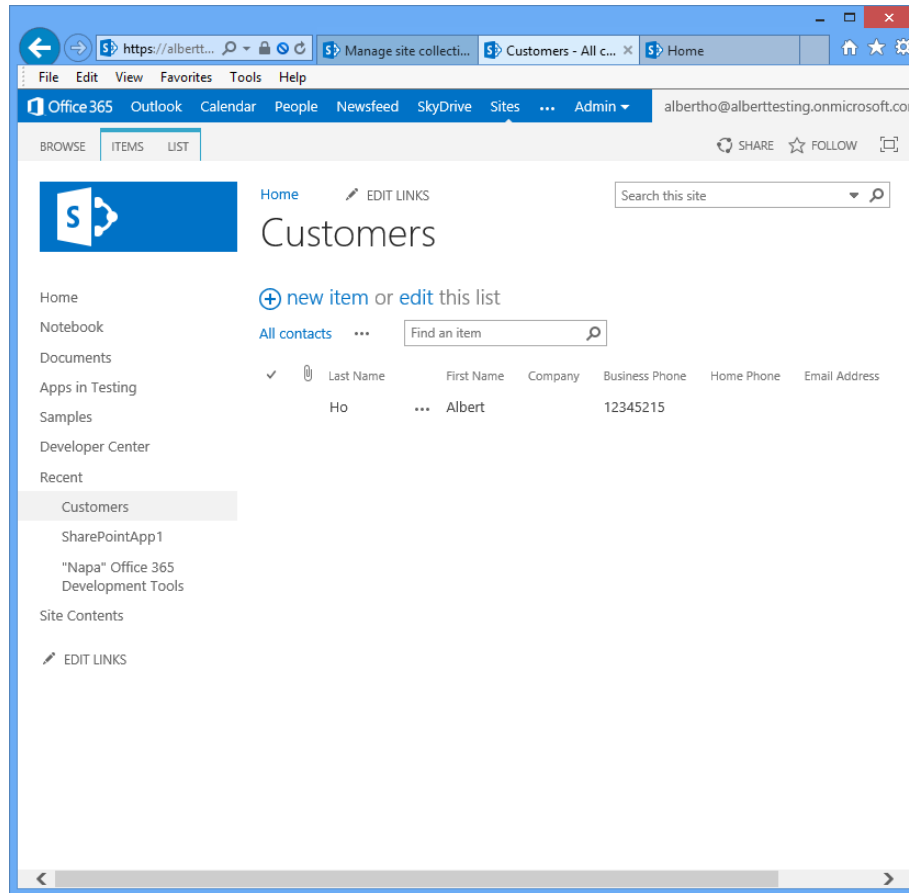 https://albertt...
Manage site collecti...
Customers - All c...
Home
File Edit View Favorites Tools Help
Office 365 Outlook Calendar People Newsfeed SkyDrive Sites ... Admin
albertho@alberttesting.onmicrosoft.co
BROWSE ITEMS LIST
SHARE FOLLOW
S
Home EDIT LINKS
Search this site
Customers
new item or edit this list
All contacts ... Find an item
Last Name First Name Company Business Phone Home Phone Email Address
Ho ... Albert 12345215
Home
Notebook
Documents
Apps in Testing
Samples
Developer Center
Recent
Customers
SharePointApp1
"Napa" Office 365
Development Tools
Site Contents
EDIT LINKS